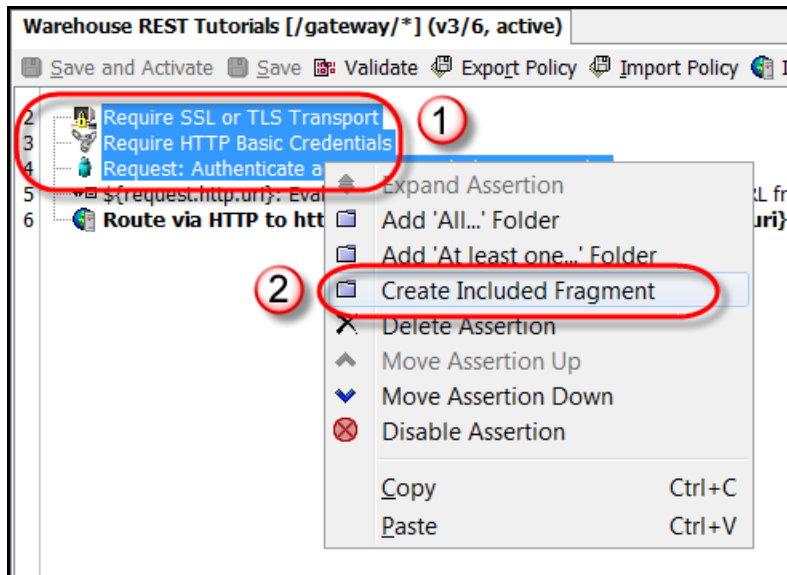 Warehouse REST Tutorials [/gateway/*] (v3/6, active)
Save and Activate Save Validate Export Policy Import Policy
2 Require SSL or TLS Transport
1
3 Require HTTP Basic Credentials
4 Request: Authenticate a
5 ${request.http.uri}: Eval
6 Route via HTTP to htt uri}
Expand Assertion
Add 'All...' Folder
Add 'At least one...' Folder
2
Create Included Fragment
Delete Assertion
Move Assertion Up
Move Assertion Down
Disable Assertion
Copy Ctrl+C
Paste Ctrl+V